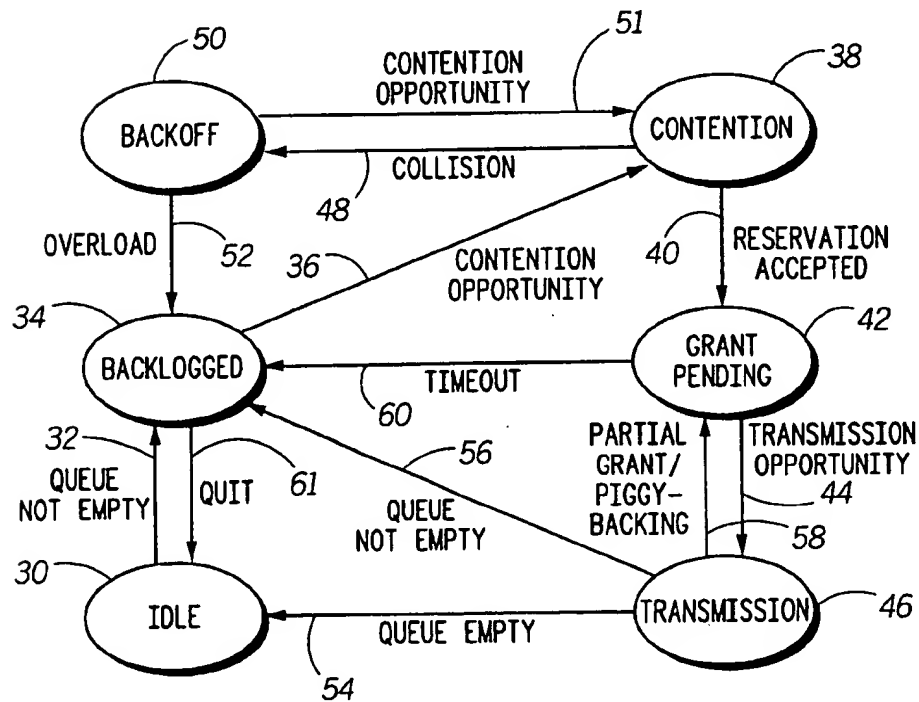 50
51
38
CONTENTION
OPPORTUNITY
BACKOFF
CONTENTION
COLLISION
48
OVERLOAD
52
36
CONTENTION
OPPORTUNITY
40
RESERVATION
ACCEPTED
34
42
BACKLOGGED
GRANT
PENDING
TIMEOUT
60
32
QUEUE
NOT EMPTY
QUIT
61
56
QUEUE
NOT EMPTY
PARTIAL
GRANT/
PIGGY-
BACKING
TRANSMISSION
OPPORTUNITY
44
58
30
IDLE
TRANSMISSION
46
QUEUE EMPTY
54